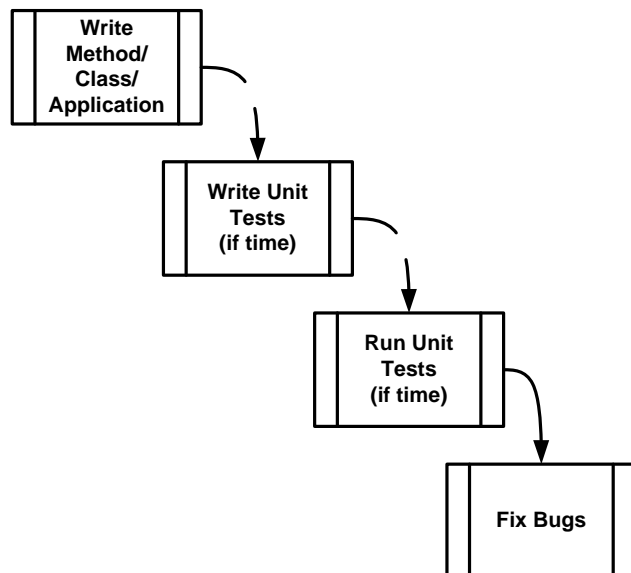 Write
Method/
Class/
Application
Write Unit
Tests
(if time)
Run Unit
Tests
(if time)
Fix Bugs